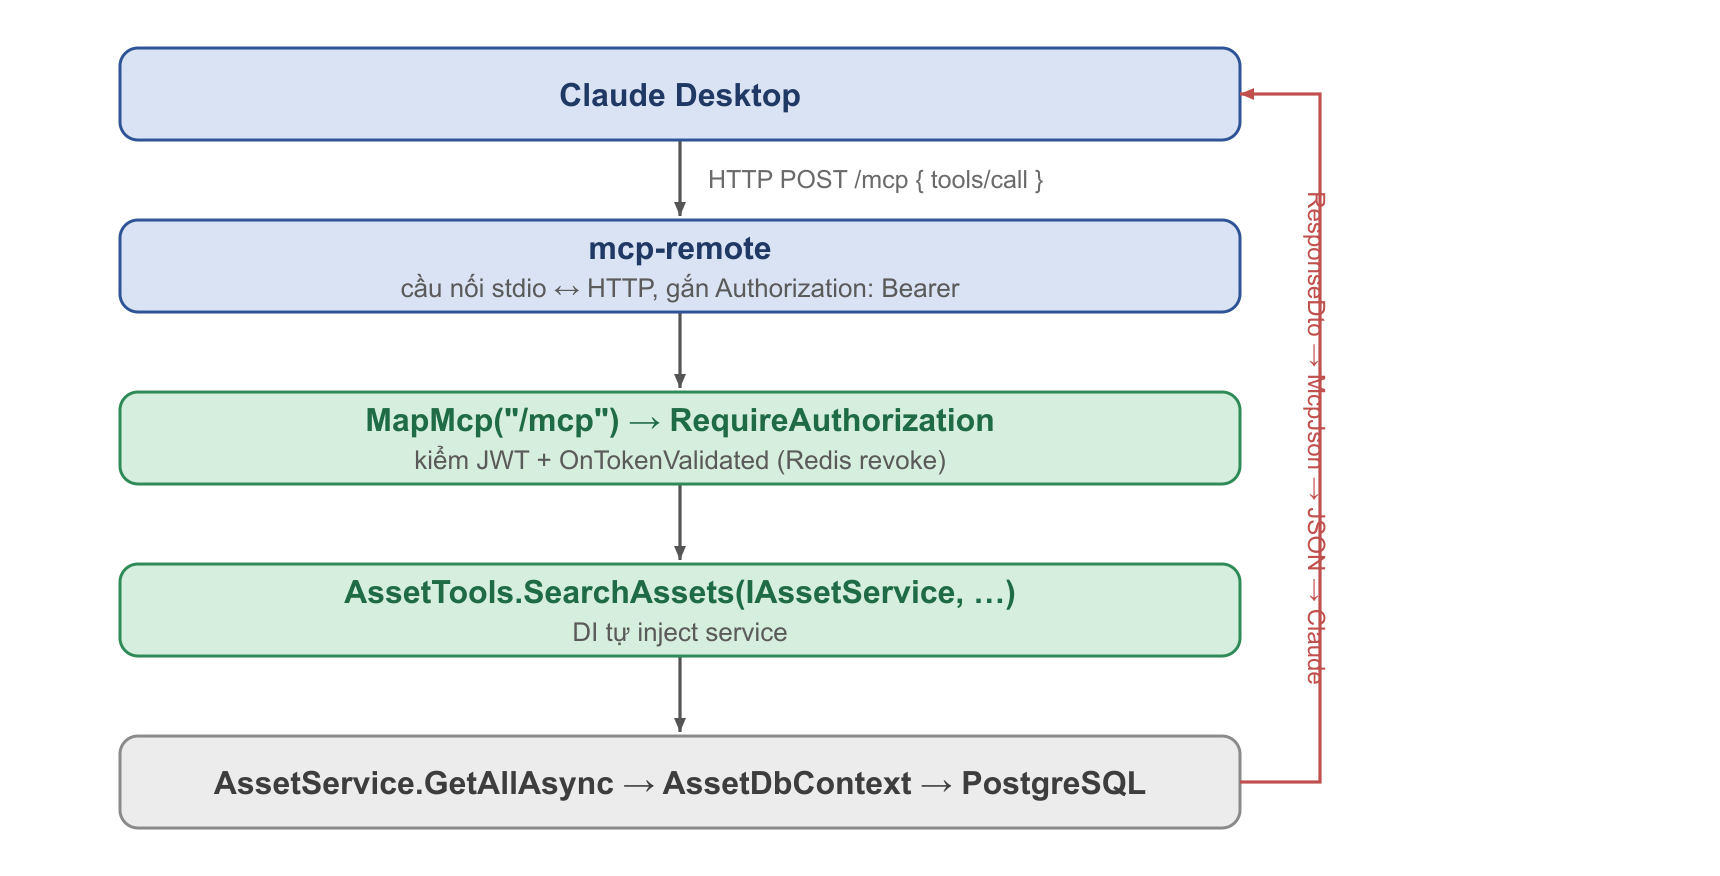 Claude Desktop
HTTP POST /mcp { tools/call }
mcp-remote
cầu nối stdio ↔ HTTP, gắn Authorization: Bearer
MapMcp("/mcp") → RequireAuthorization
kiểm JWT + OnTokenValidated (Redis revoke)
AssetTools.SearchAssets(IAssetService, …)
DI tự inject service
AssetService.GetAllAsync → AssetDbContext → PostgreSQL
ResponseDto → McpJson → JSON → Claude